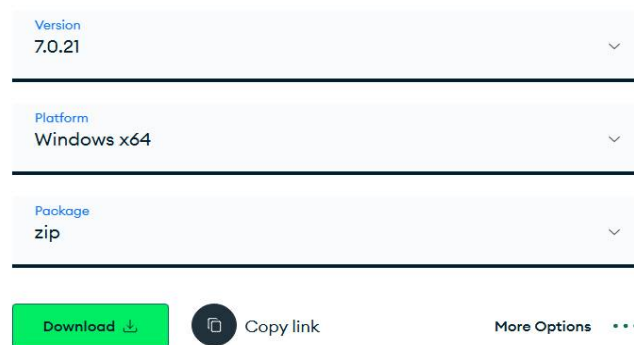 Version
7.0.21
Platform
Windows x64
Package
zip
Download
Copy link
More Options